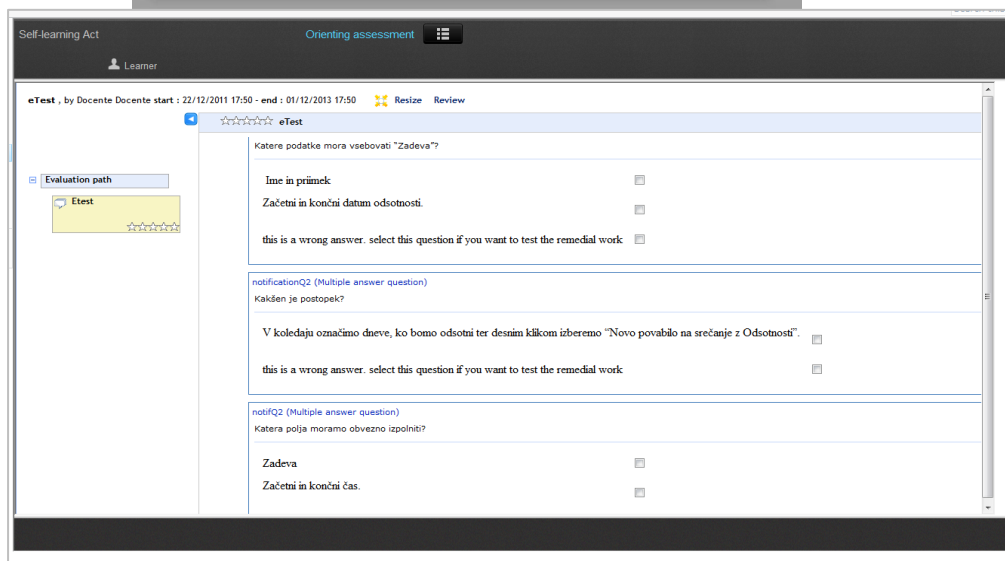 Self-learning Act
Orienting assessment
Learner
eTest , by Docente Docente start : 22/12/2011 17:50 - end : 01/12/2013 17:50 Resize Review
eTest
Katere podatke mora vsebovati "Zadeva"?
Evaluation path
Ime in priimek
Etest
Začetni in končni datum odsotnosti.
this is a wrong answer. select this question if you want to test the remedial work
notificationQ2 (Multiple answer question)
Kakšen je postopek?
V koledaju označimo dneve, ko bomo odsotni ter desnim klikom izberemo “Novo povabilo na srečanje z Odsotnosti”.
this is a wrong answer. select this question if you want to test the remedial work
notifQ2 (Multiple answer question)
Katera polja moramo obvezno izpolniti?
Zadeva
Začetni in končni čas.